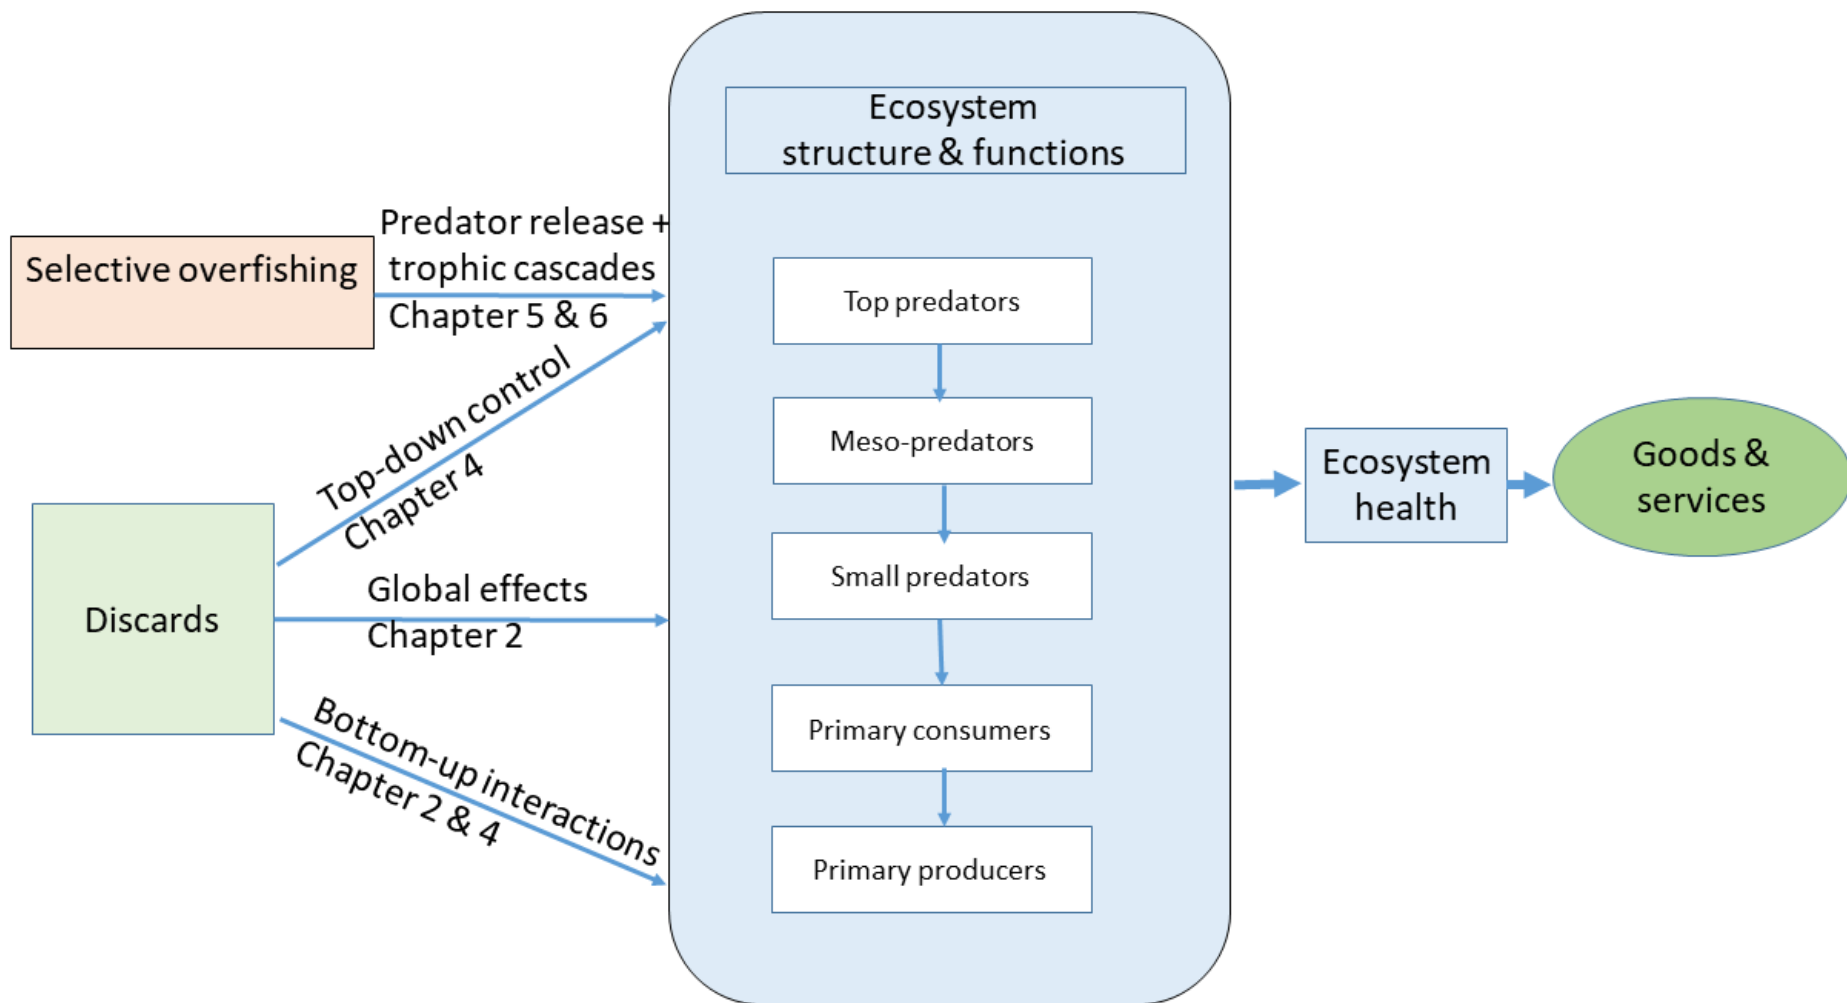 Ecosystem
structure & functions
Selective overfishing
Predator release +
trophic cascades
Chapter 5 & 6
Top-down control
Chapter 4
Discards
Global effects
Chapter 2
Bottom-up interactions
Chapter 2 & 4
Top predators
Meso-predators
Small predators
Primary consumers
Primary producers
Ecosystem
health
Goods &
services